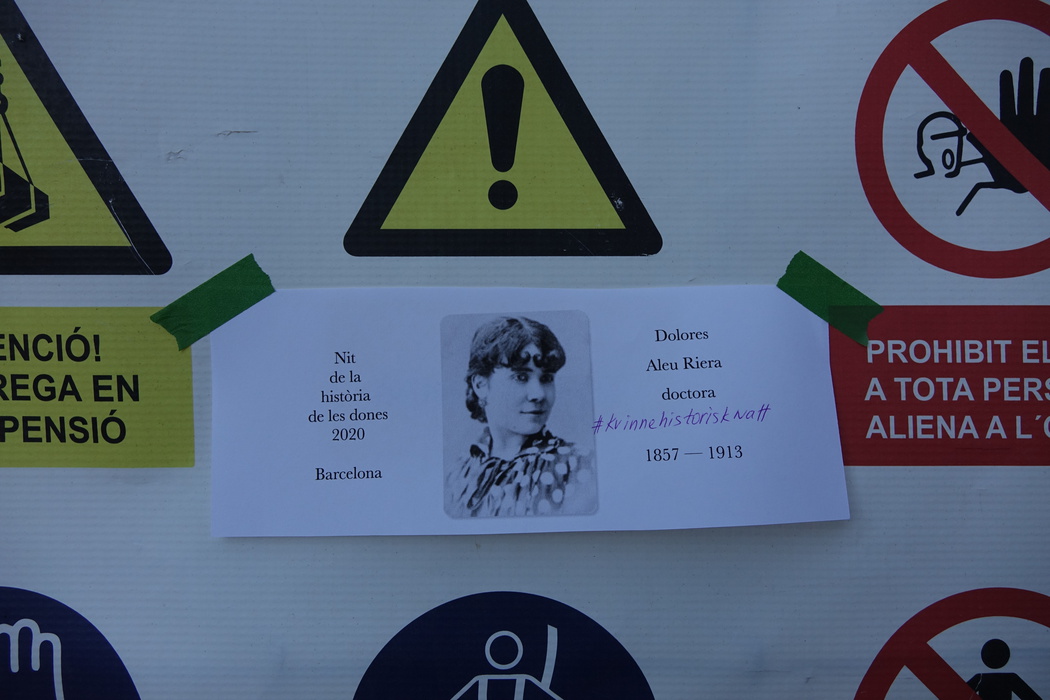 ENCIÓ!
REGA EN
PENSIÓ
Nit
de la
història
de les dones
2020
Barcelona
Dolores
Aleu Riera
doctora
#kvinnehistorisknatt
1857 — 1913
PROHIBIT EL
A TOTA PERS
ALIENA A L´O